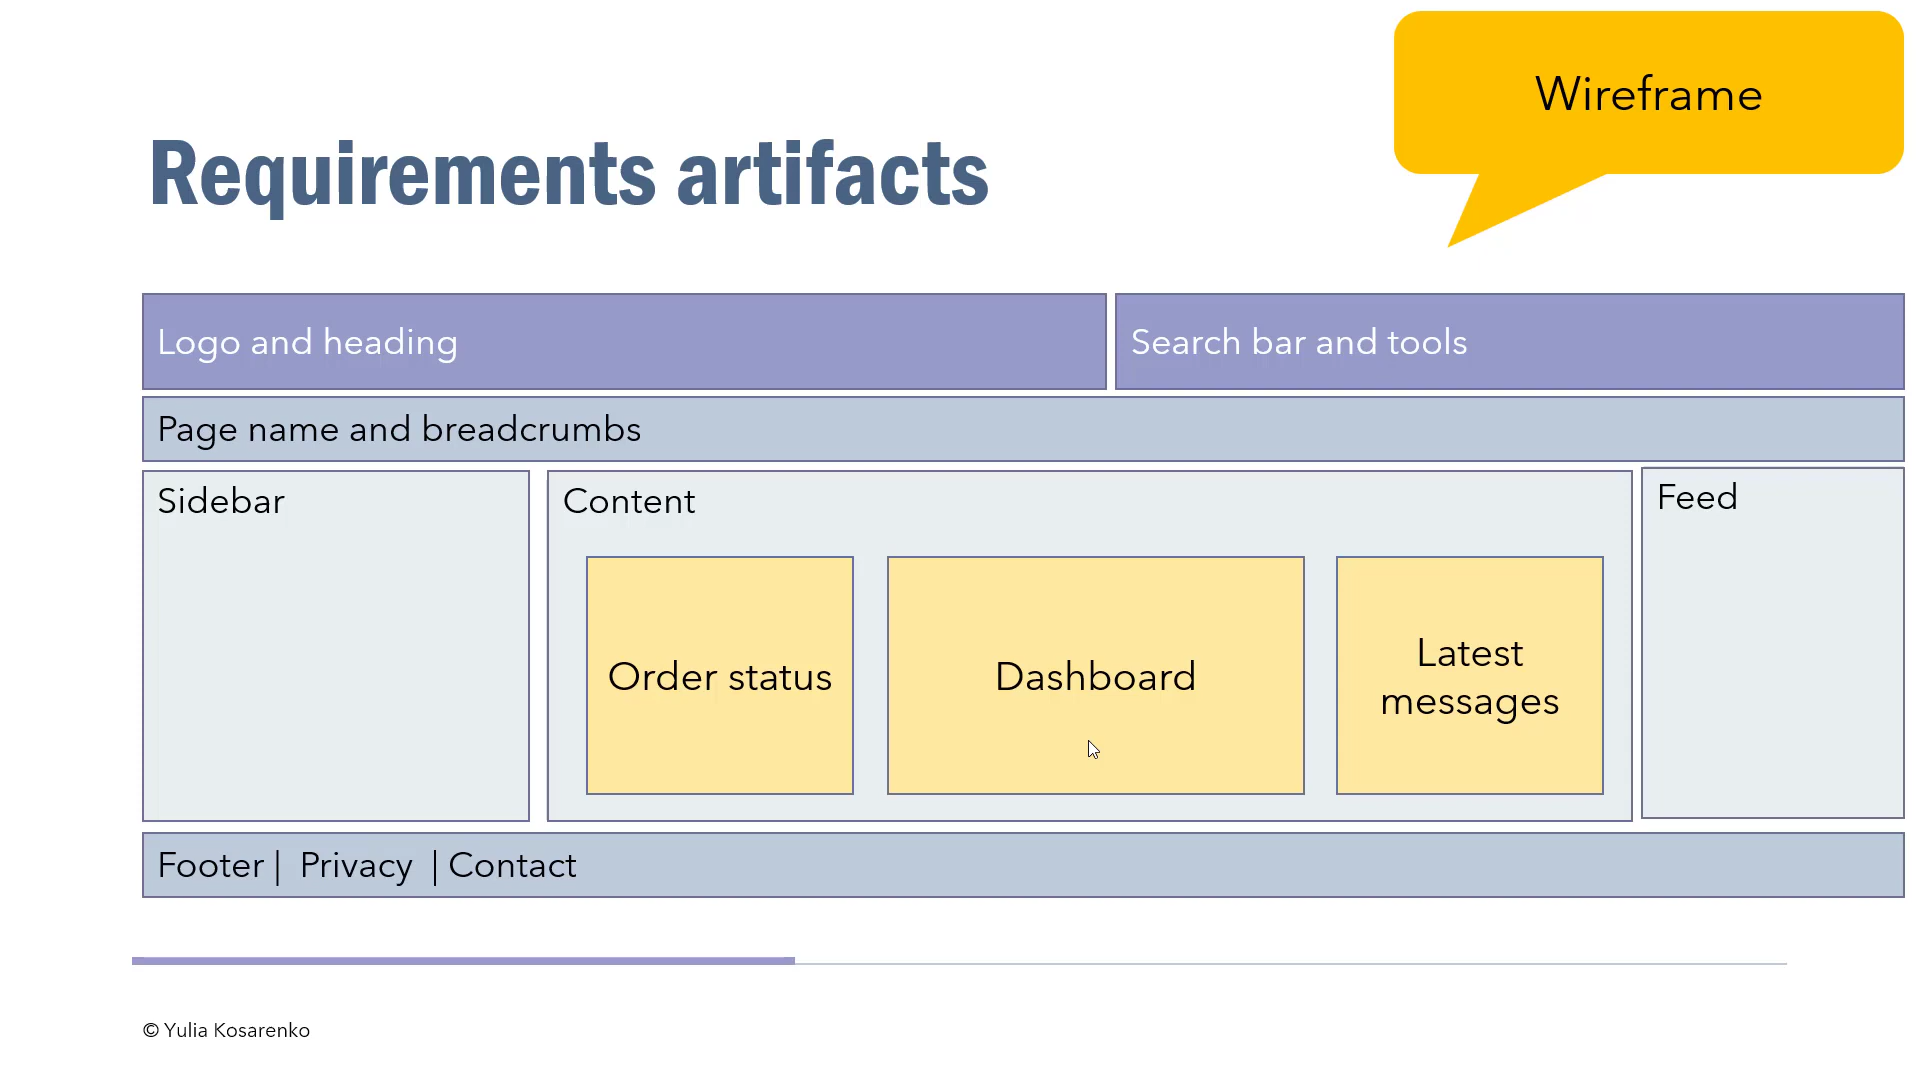 Wireframe
Requirements artifacts
Logo and heading
Search bar and tools
Page name and breadcrumbs
Sidebar
Content
Feed
Order status
Dashboard
Latest
messages
Footer | Privacy | Contact
© Yulia Kosarenko